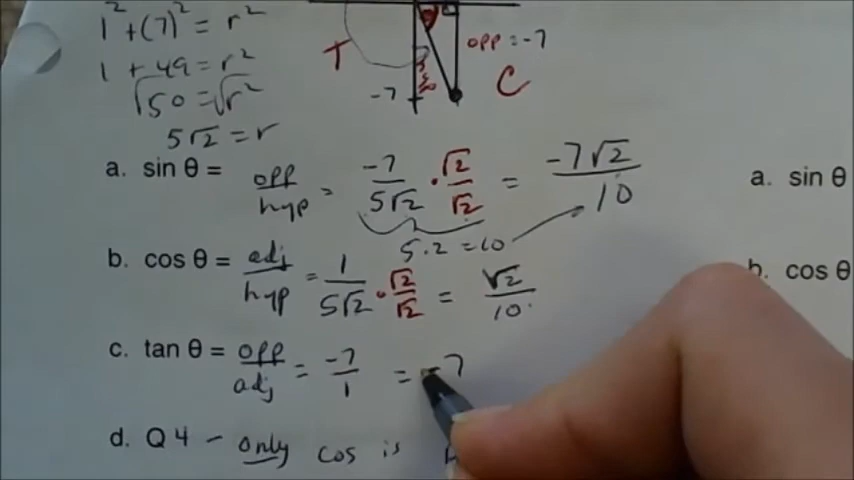 1² + (7)² = r²
1 + 49 = r²
√50 = √r²
5√2 = r
T
opp = -7
C
-7
a. sin θ = opp/hyp = -7/5√2 · √2/√2 = -7√2/10
5·2 = 10
b. cos θ = adj/hyp = 1/5√2 · √2/√2 = √2/10
c. tan θ = opp/adj = -7/1 = -7
d. Q4 - only cos is
a. sin θ
b. cos θ